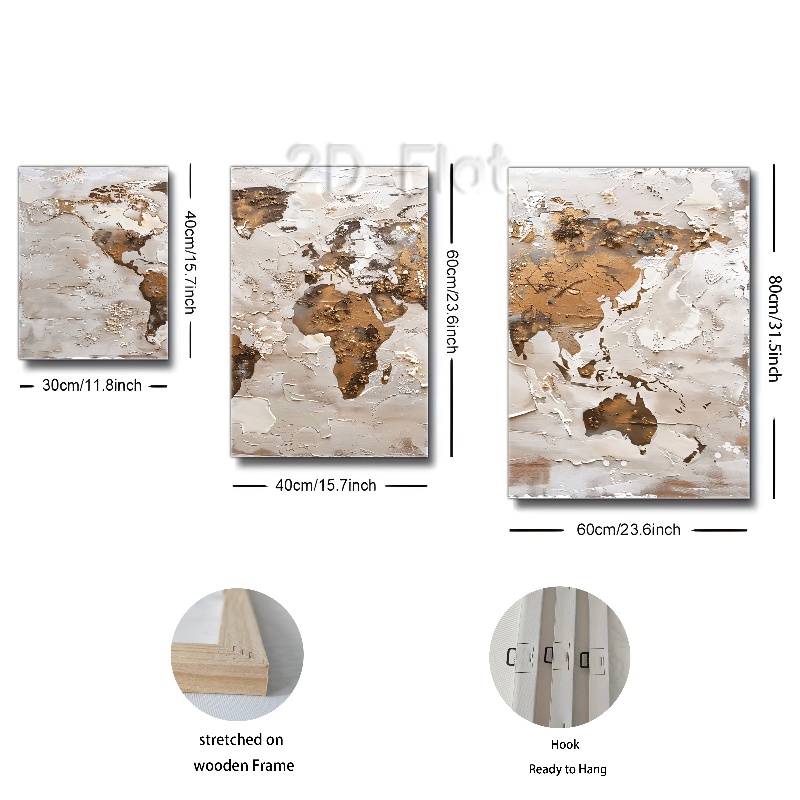 2D Flat
40cm/15.7inch
30cm/11.8inch
60cm/23.6inch
40cm/15.7inch
80cm/31.5inch
60cm/23.6inch
stretched on
wooden Frame
Hook
Ready to Hang